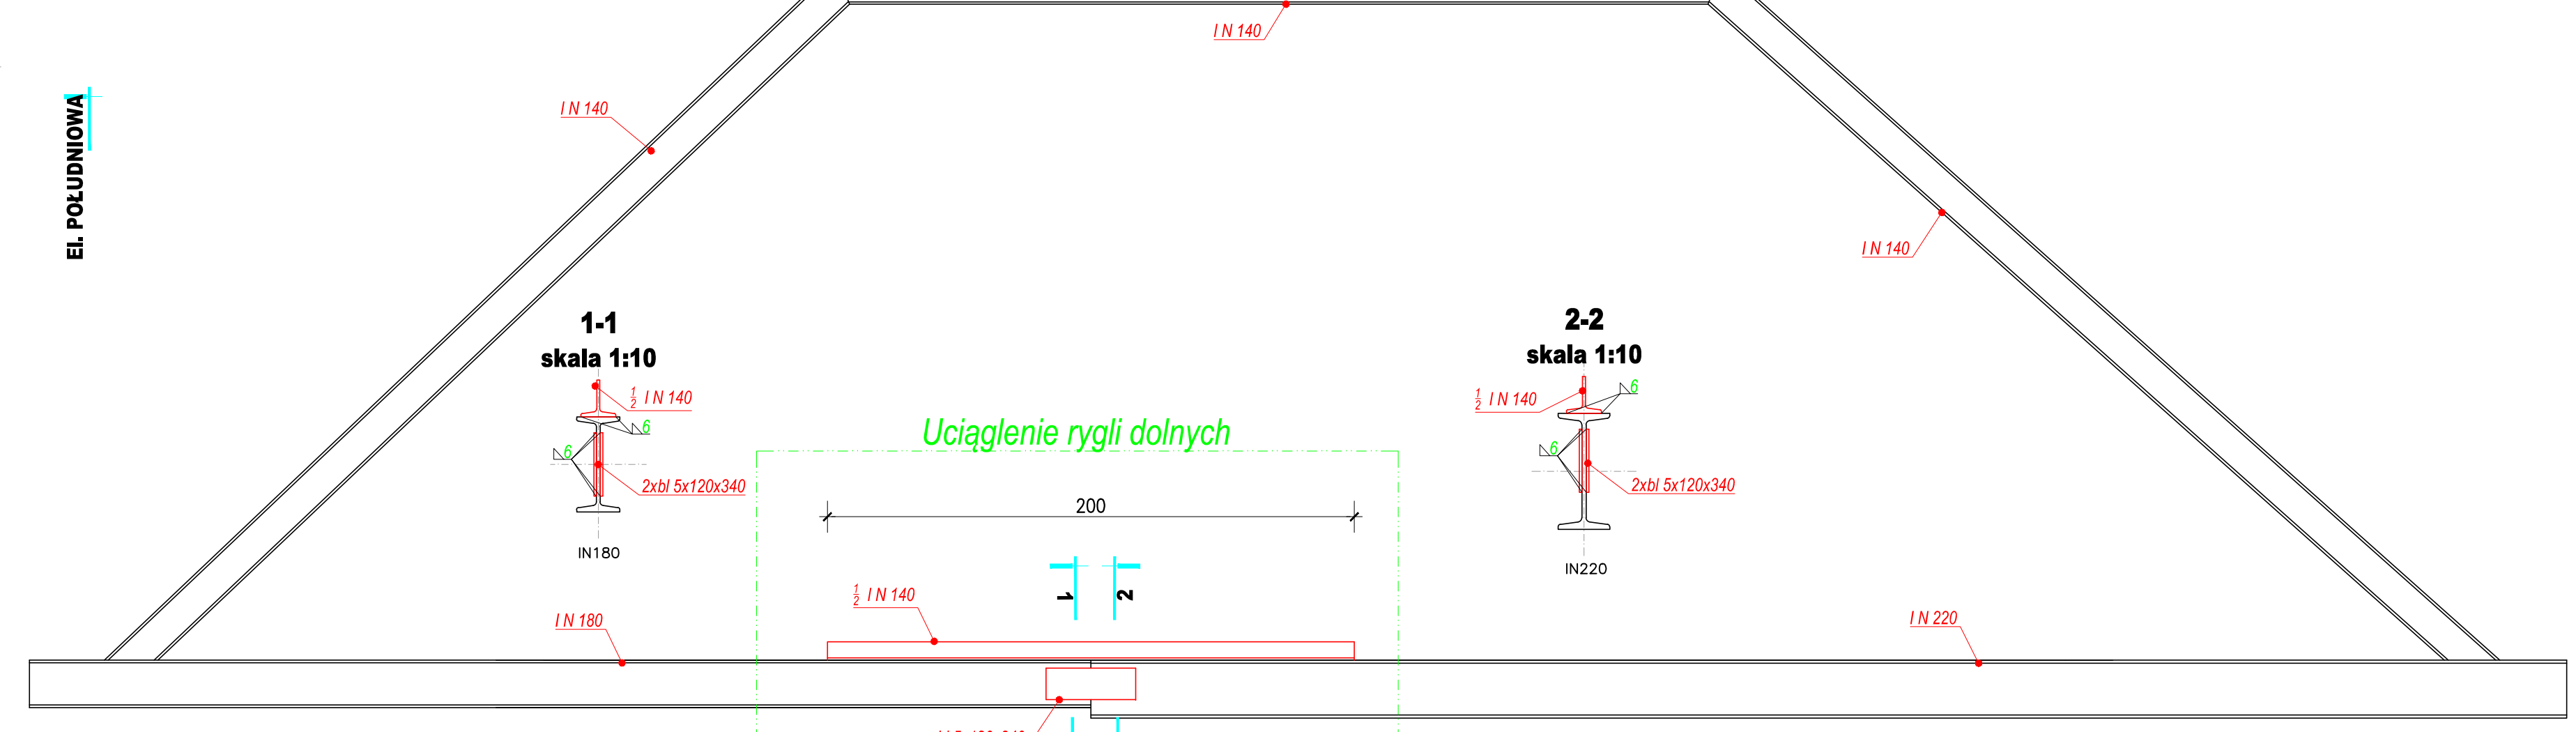 I N 140
EI. POŁUDNIOWA
I N 140
I N 140
1-1
skala 1:10
½ I N 140
6
6
2xbl 5x120x340
IN180
2-2
skala 1:10
½ I N 140
6
6
2xbl 5x120x340
IN220
Uciąglenie rygli dolnych
200
1
2
½ I N 140
I N 180
I N 220